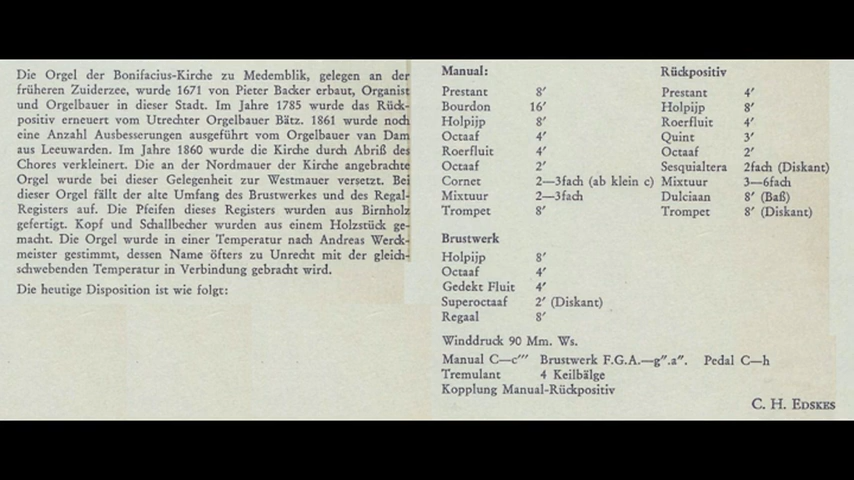 Die Orgel der Bonifacius-Kirche zu Medemblik, gelegen an der
früheren Zuiderzee, wurde 1671 von Pieter Backer erbaut, Organist
und Orgelbauer in dieser Stadt. Im Jahre 1785 wurde das Rück-
positiv erneuert vom Utrechter Orgelbauer Bätz. 1861 wurde noch
eine Anzahl Ausbesserungen ausgeführt vom Orgelbauer van Dam
aus Leeuwarden. Im Jahre 1860 wurde die Kirche durch Abriß des
Chores verkleinert. Die an der Nordmauer der Kirche angebrachte
Orgel wurde bei dieser Gelegenheit zur Westmauer versetzt. Bei
dieser Orgel fällt der alte Umfang des Brustwerkes und des Regal-
Registers auf. Die Pfeifen dieses Registers wurden aus Birnholz
gefertigt. Kopf und Schallbecher wurden aus einem Holzstück ge-
macht. Die Orgel wurde in einer Temperatur nach Andreas Werck-
meister gestimmt, dessen Name öfters zu Unrecht mit der gleich-
schwebenden Temperatur in Verbindung gebracht wird.
Die heutige Disposition ist wie folgt:
Manual:
Prestant 8′
Bourdon 16′
Holpijp 8′
Octaaf 4′
Roerfluit 4′
Octaaf 2′
Cornet 2—3fach (ab klein c)
Mixtuur 2—3fach
Trompet 8′
Rückpositiv
Prestant 4′
Holpijp 8′
Roerfluit 4′
Quint 3′
Octaaf 2′
Sesquialtera 2fach (Diskant)
Mixtuur 3—6fach
Dulciaan 8′ (Baß)
Trompet 8′ (Diskant)
Brustwerk
Holpijp 8′
Octaaf 4′
Gedekt Fluit 4′
Superoctaaf 2′ (Diskant)
Regaal 8′
Winddruck 90 Mm. Ws.
Manual C—c′′′ Brustwerk F.G.A.—g″.a″. Pedal C—h
Tremulant 4 Keilbälge
Kopplung Manual-Rückpositiv
C. H. EDSKES